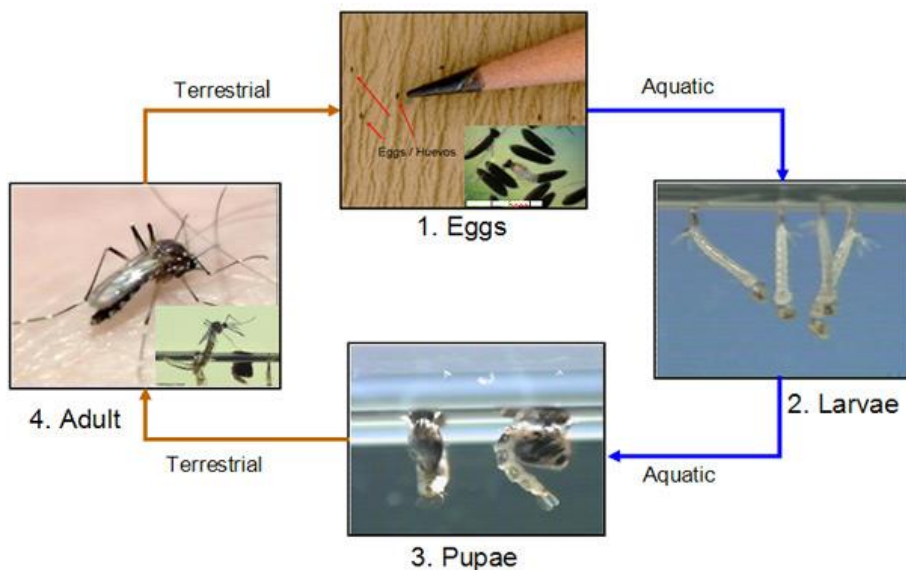 Terrestrial
Aquatic
Eggs / Huevos
1. Eggs
2. Larvae
4. Adult
Terrestrial
Aquatic
3. Pupae